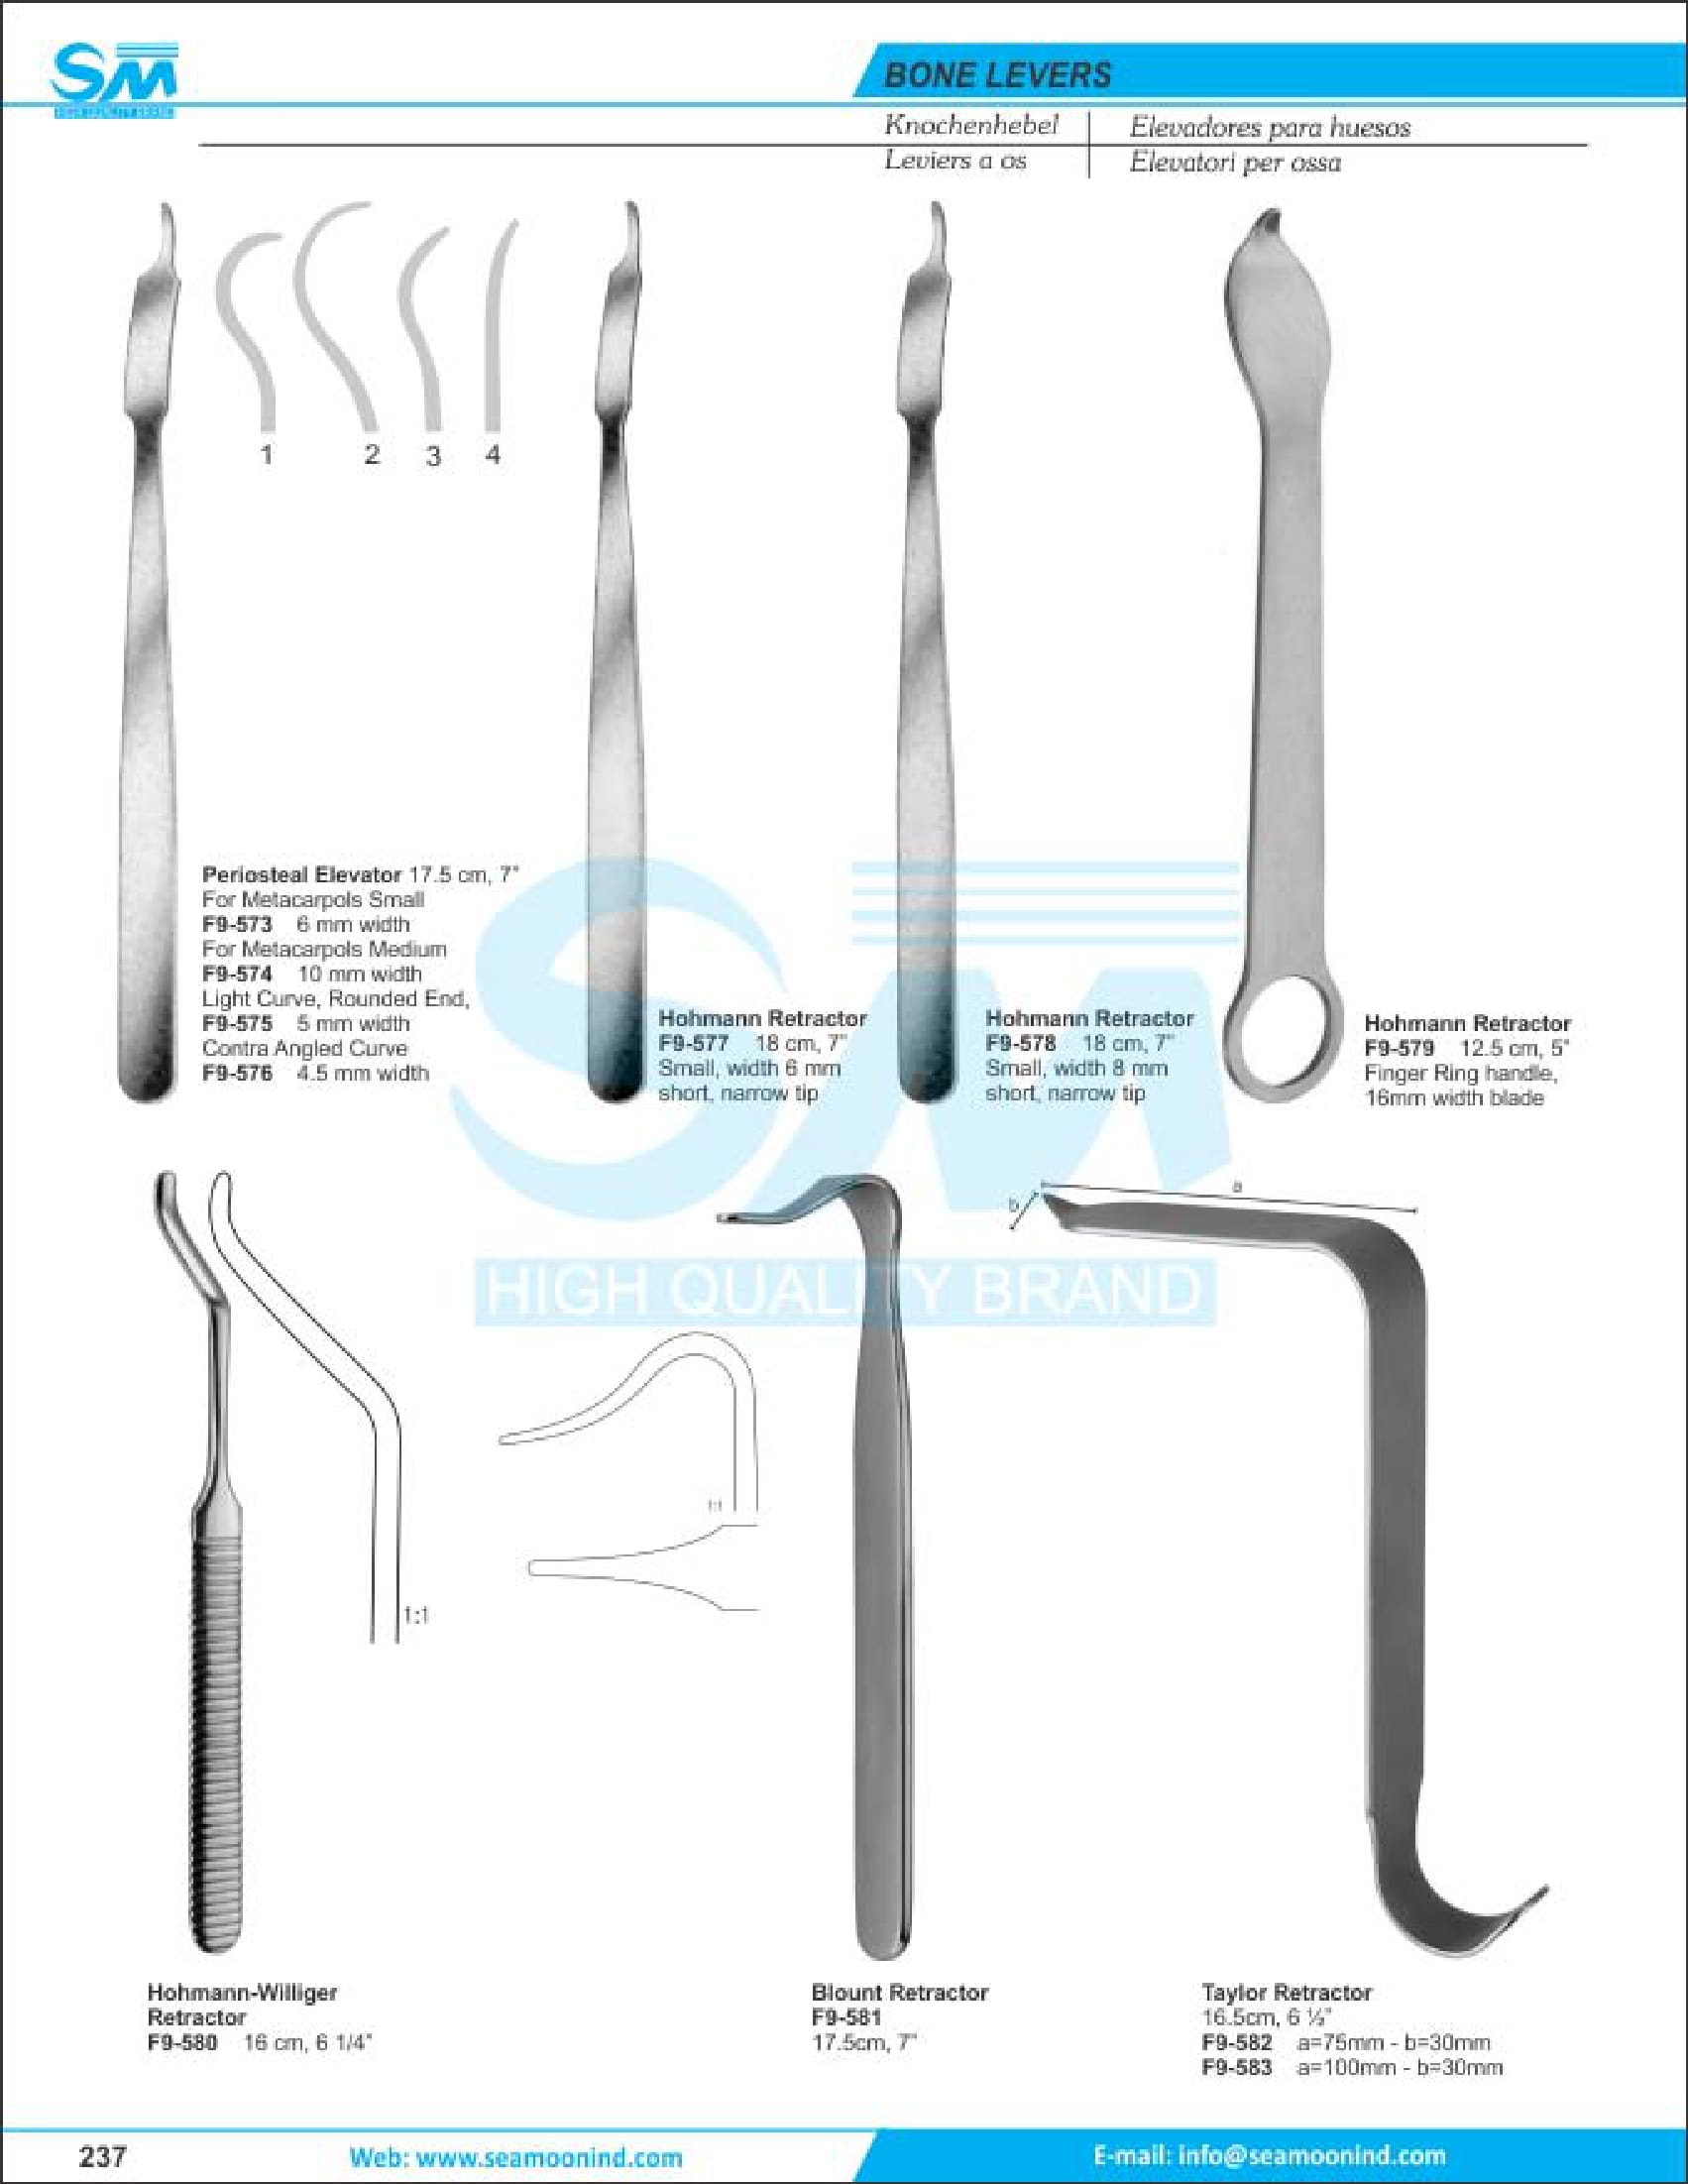 SM
HIGH QUALITY BRAND
BONE LEVERS
Knochenhebel
Elevadores para huesos
Leviers a os
Elevatori per ossa
1 2 3 4
Periosteal Elevator 17.5 cm, 7"
For Metacarpols Small
F9-573 6 mm width
For Metacarpols Medium
F9-574 10 mm width
Light Curve, Rounded End,
F9-575 5 mm width
Contra Angled Curve
F9-576 4.5 mm width
Hohmann Retractor
F9-577 18 cm, 7"
Small, width 6 mm
short, narrow tip
Hohmann Retractor
F9-578 18 cm, 7"
Small, width 8 mm
short, narrow tip
Hohmann Retractor
F9-579 12.5 cm, 5"
Finger Ring handle,
16mm width blade
SM
HIGH QUALITY BRAND
a
b
1:1
1:1
Hohmann-Williger
Retractor
F9-580 16 cm, 6 1/4"
Blount Retractor
F9-581
17.5cm, 7"
Taylor Retractor
16.5cm, 6 ½"
F9-582 a=75mm - b=30mm
F9-583 a=100mm - b=30mm
237
Web: www.seamoonind.com
E-mail: info@seamoonind.com